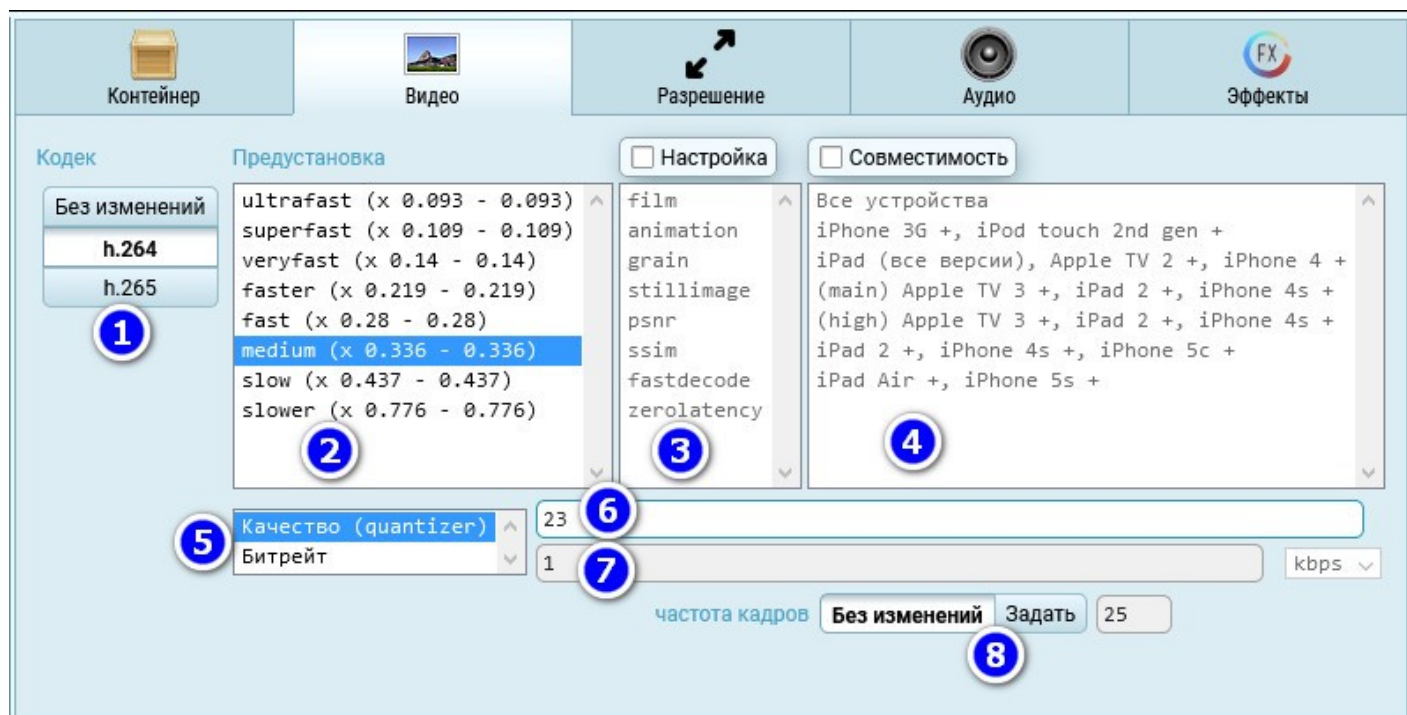 Контейнер
Видео
Разрешение
Аудио
FX
Эффекты
Кодек
Предустановка
Настройка
Совместимость
Без изменений
h.264
h.265
1
ultrafast (x 0.093 - 0.093)
superfast (x 0.109 - 0.109)
veryfast (x 0.14 - 0.14)
faster (x 0.219 - 0.219)
fast (x 0.28 - 0.28)
medium (x 0.336 - 0.336)
slow (x 0.437 - 0.437)
slower (x 0.776 - 0.776)
2
film
animation
grain
stillimage
psnr
ssim
fastdecode
zerolatency
3
Все устройства
iPhone 3G +, iPod touch 2nd gen +
iPad (все версии), Apple TV 2 +, iPhone 4 +
(main) Apple TV 3 +, iPad 2 +, iPhone 4s +
(high) Apple TV 3 +, iPad 2 +, iPhone 4s +
iPad 2 +, iPhone 4s +, iPhone 5c +
iPad Air +, iPhone 5s +
4
5
Качество (quantizer)
Битрейт
23
6
1
7
kbps
частота кадров
Без изменений
Задать
25
8